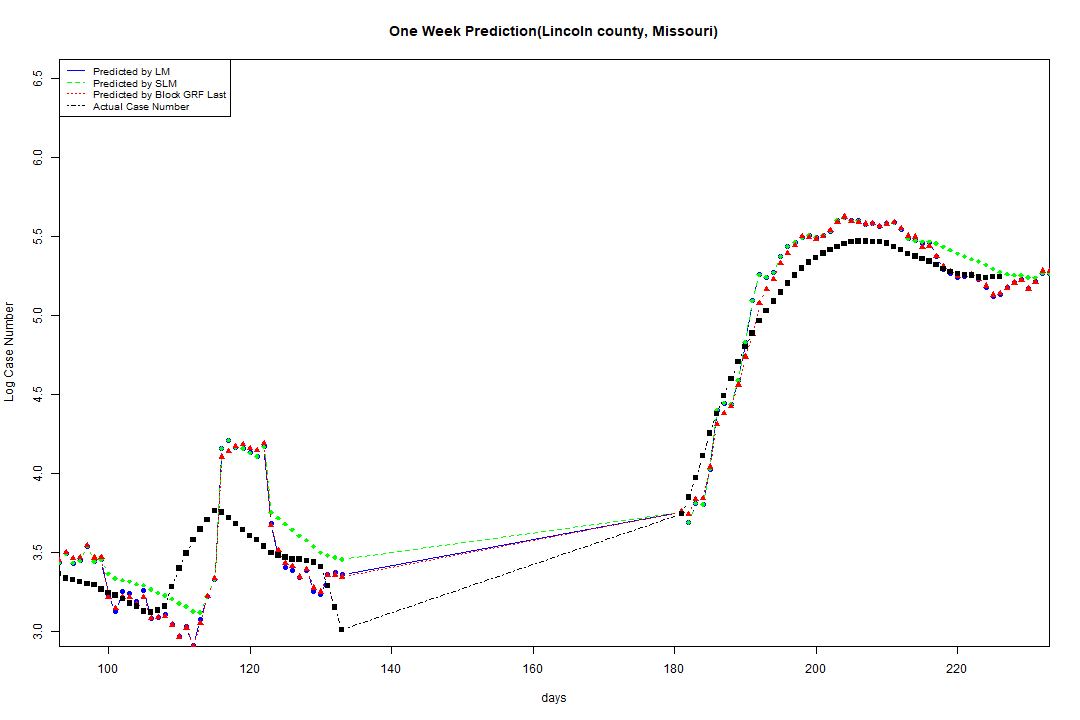 One Week Prediction(Lincoln county, Missouri)
Predicted by LM
Predicted by SLM
Predicted by Block GRF Last
Actual Case Number
6.5
6.0
5.5
5.0
4.5
4.0
3.5
3.0
Log Case Number
100 120 140 160 180 200 220
days